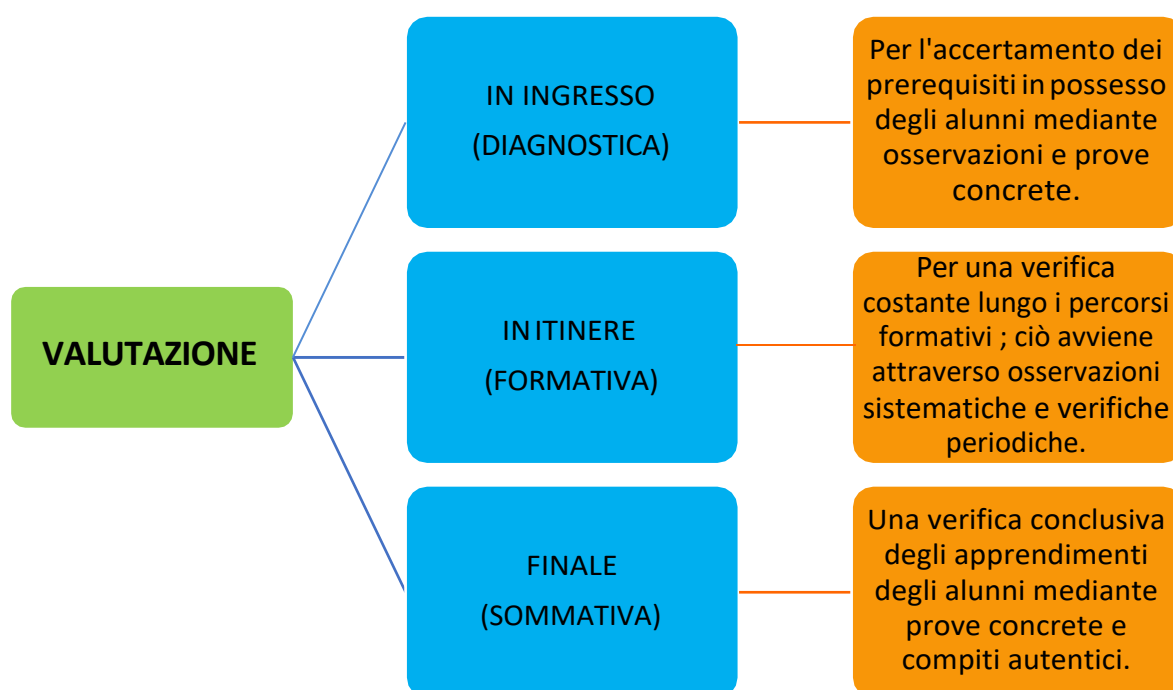 VALUTAZIONE
IN INGRESSO
(DIAGNOSTICA)
Per l'accertamento dei
prerequisiti in possesso
degli alunni mediante
osservazioni e prove
concrete.
IN ITINERE
(FORMATIVA)
Per una verifica
costante lungo i percorsi
formativi ; ciò avviene
attraverso osservazioni
sistematiche e verifiche
periodiche.
FINALE
(SOMMATIVA)
Una verifica conclusiva
degli apprendimenti
degli alunni mediante
prove concrete e
compiti autentici.